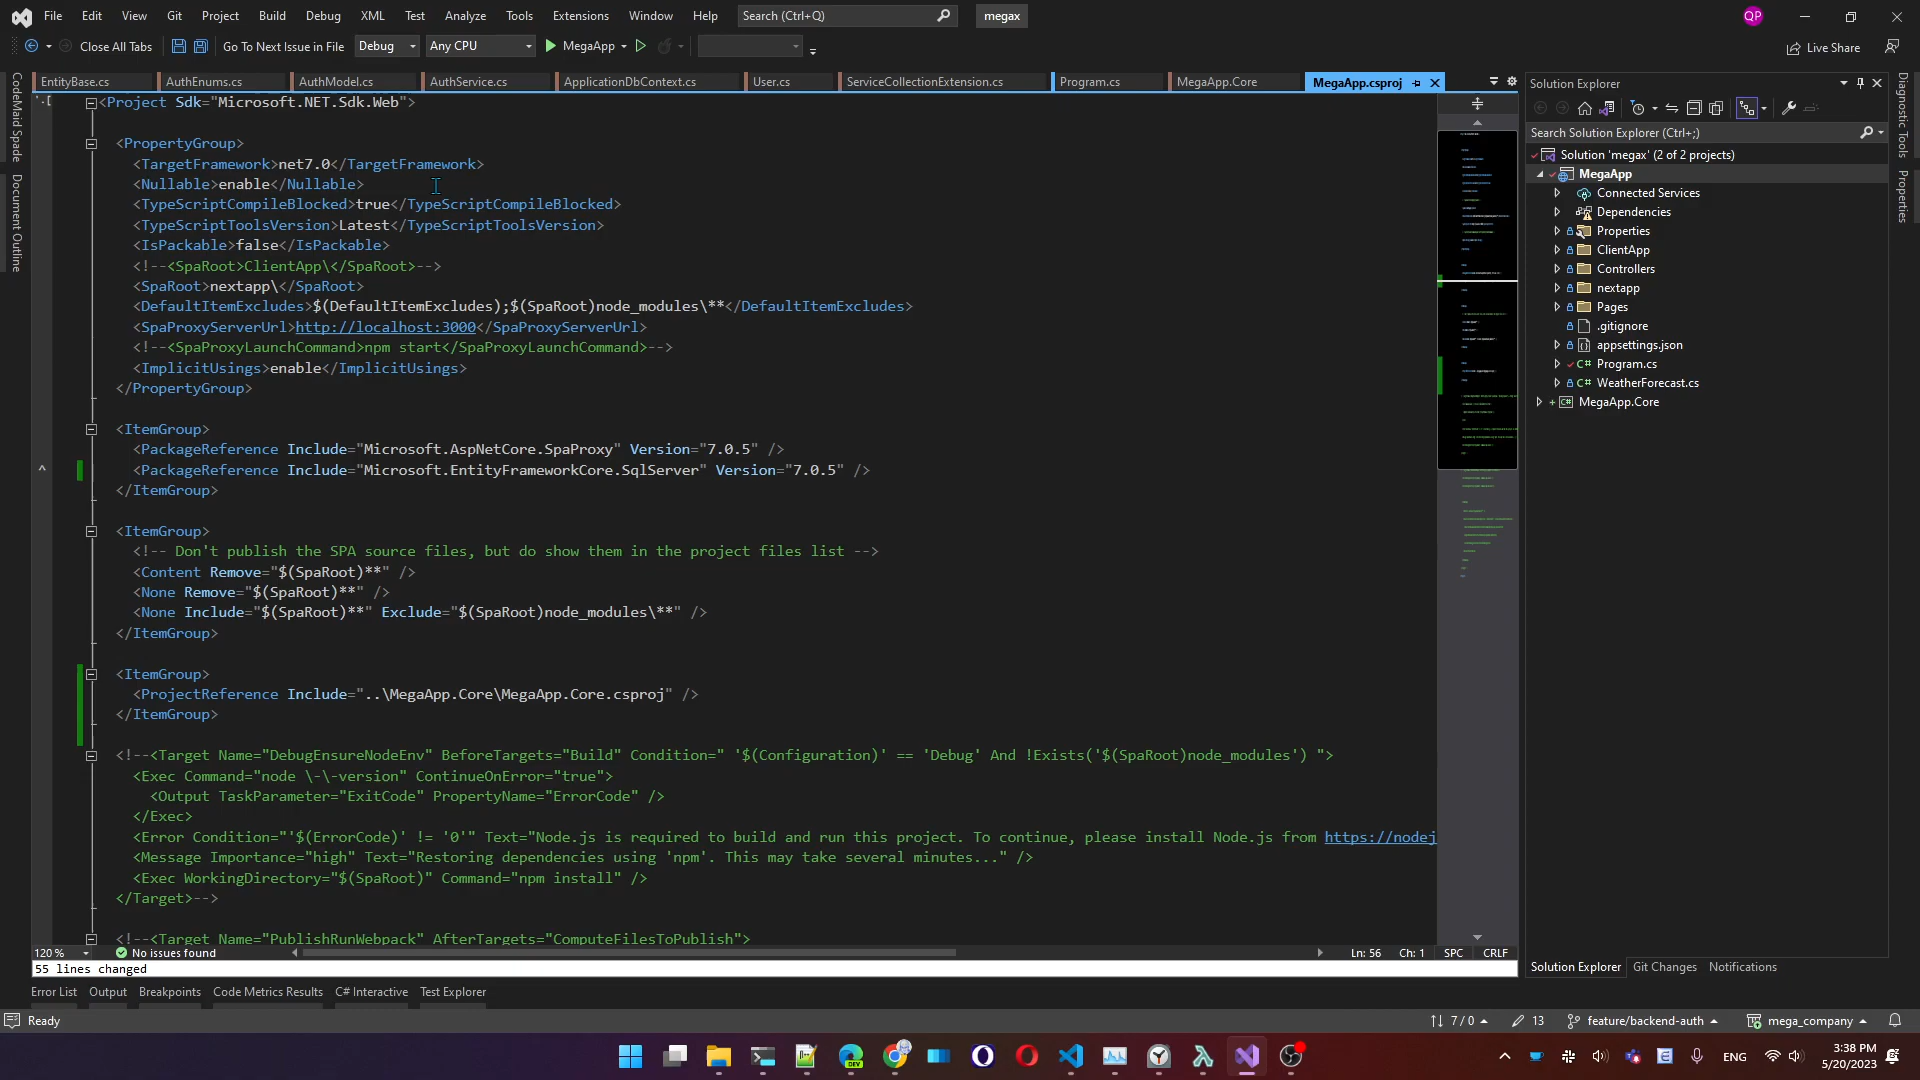 File Edit View Git Project Build Debug XML Test Analyze Tools Extensions Window Help Search (Ctrl+Q) megax QP
Close All Tabs Go To Next Issue in File Debug Any CPU MegaApp Live Share
EntityBase.cs AuthEnums.cs AuthModel.cs AuthService.cs ApplicationDbContext.cs User.cs ServiceCollectionExtension.cs Program.cs MegaApp.Core MegaApp.csproj
CodeMaid Spade
Document Outline
<Project Sdk="Microsoft.NET.Sdk.Web">
<PropertyGroup>
<TargetFramework>net7.0</TargetFramework>
<Nullable>enable</Nullable>
<TypeScriptCompileBlocked>true</TypeScriptCompileBlocked>
<TypeScriptToolsVersion>Latest</TypeScriptToolsVersion>
<IsPackable>false</IsPackable>
<!--<SpaRoot>ClientApp\</SpaRoot>-->
<SpaRoot>nextapp\</SpaRoot>
<DefaultItemExcludes>$(DefaultItemExcludes);$(SpaRoot)node_modules\**</DefaultItemExcludes>
<SpaProxyServerUrl>http://localhost:3000</SpaProxyServerUrl>
<!--<SpaProxyLaunchCommand>npm start</SpaProxyLaunchCommand>-->
<ImplicitUsings>enable</ImplicitUsings>
</PropertyGroup>
<ItemGroup>
<PackageReference Include="Microsoft.AspNetCore.SpaProxy" Version="7.0.5" />
<PackageReference Include="Microsoft.EntityFrameworkCore.SqlServer" Version="7.0.5" />
</ItemGroup>
<ItemGroup>
<!-- Don't publish the SPA source files, but do show them in the project files list -->
<Content Remove="$(SpaRoot)**" />
<None Remove="$(SpaRoot)**" />
<None Include="$(SpaRoot)**" Exclude="$(SpaRoot)node_modules\**" />
</ItemGroup>
<ItemGroup>
<ProjectReference Include="..\MegaApp.Core\MegaApp.Core.csproj" />
</ItemGroup>
<!--<Target Name="DebugEnsureNodeEnv" BeforeTargets="Build" Condition=" '$(Configuration)' == 'Debug' And !Exists('$(SpaRoot)node_modules') ">
<Exec Command="node \-\-version" ContinueOnError="true">
<Output TaskParameter="ExitCode" PropertyName="ErrorCode" />
</Exec>
<Error Condition="'$(ErrorCode)' != '0'" Text="Node.js is required to build and run this project. To continue, please install Node.js from https://nodej
<Message Importance="high" Text="Restoring dependencies using 'npm'. This may take several minutes..." />
<Exec WorkingDirectory="$(SpaRoot)" Command="npm install" />
</Target>-->
<!--<Target Name="PublishRunWebpack" AfterTargets="ComputeFilesToPublish">
120 % No issues found Ln: 56 Ch: 1 SPC CRLF
55 lines changed
Error List Output Breakpoints Code Metrics Results C# Interactive Test Explorer
Solution Explorer
Search Solution Explorer (Ctrl+;)
Solution 'megax' (2 of 2 projects)
MegaApp
Connected Services
Dependencies
Properties
ClientApp
Controllers
nextapp
Pages
.gitignore
appsettings.json
C# Program.cs
C# WeatherForecast.cs
C# MegaApp.Core
Solution Explorer Git Changes Notifications
Diagnostic Tools
Properties
Ready 7 / 0 13 feature/backend-auth mega_company
DEV ENG 3:38 PM
5/20/2023